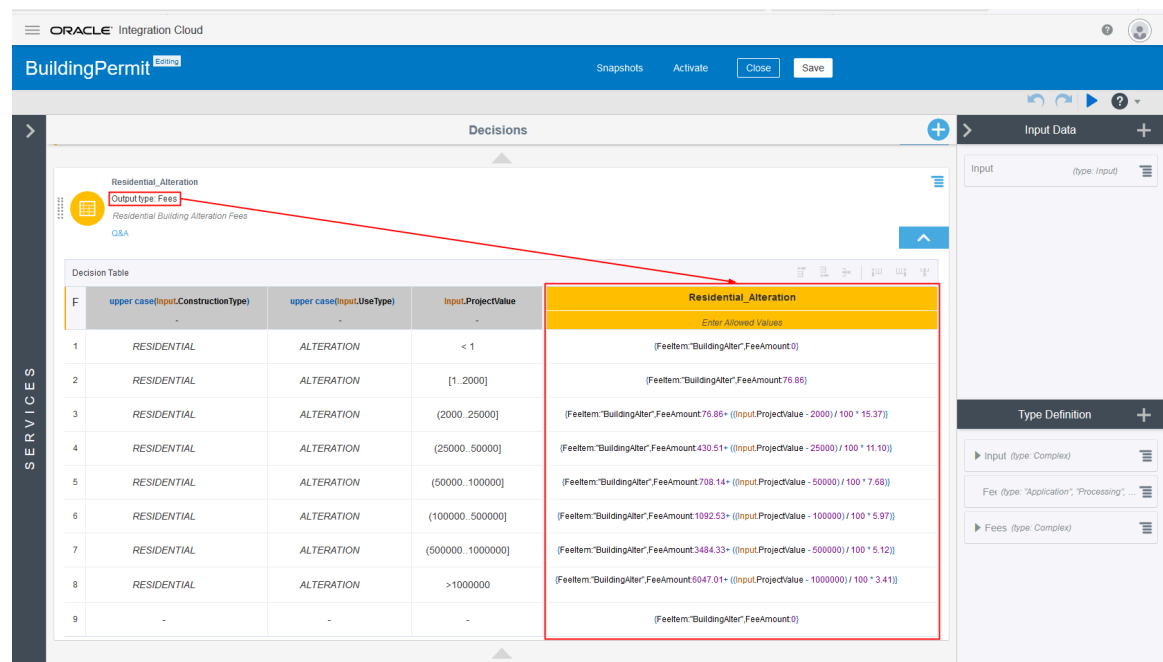 ORACLE Integration Cloud
BuildingPermit Editing
Snapshots Activate Close Save
Decisions
Input Data
Residential_Alteration
Output type: Fees
Residential Building Alteration Fees
Q&A
Input (type: Input)
Decision Table
F upper case(Input.ConstructionType) upper case(Input.UseType) Input.ProjectValue Residential_Alteration
- - - Enter Allowed Values
1 RESIDENTIAL ALTERATION < 1 {FeeItem:"BuildingAlter",FeeAmount:0}
2 RESIDENTIAL ALTERATION [1..2000] {FeeItem:"BuildingAlter",FeeAmount:76.86}
3 RESIDENTIAL ALTERATION (2000..25000] {FeeItem:"BuildingAlter",FeeAmount:76.86+ ((Input.ProjectValue - 2000) / 100 * 15.37)}
4 RESIDENTIAL ALTERATION (25000..50000] {FeeItem:"BuildingAlter",FeeAmount:430.51+ ((Input.ProjectValue - 25000) / 100 * 11.10)}
5 RESIDENTIAL ALTERATION (50000..100000] {FeeItem:"BuildingAlter",FeeAmount:708.14+ ((Input.ProjectValue - 50000) / 100 * 7.68)}
6 RESIDENTIAL ALTERATION (100000..500000] {FeeItem:"BuildingAlter",FeeAmount:1092.53+ ((Input.ProjectValue - 100000) / 100 * 5.97)}
7 RESIDENTIAL ALTERATION (500000..1000000] {FeeItem:"BuildingAlter",FeeAmount:3484.33+ ((Input.ProjectValue - 500000) / 100 * 5.12)}
8 RESIDENTIAL ALTERATION >1000000 {FeeItem:"BuildingAlter",FeeAmount:6047.01+ ((Input.ProjectValue - 1000000) / 100 * 3.41)}
9 - - - {FeeItem:"BuildingAlter",FeeAmount:0}
SERVICES
Type Definition
Input (type: Complex)
Fee (type: "Application", "Processing", ...
Fees (type: Complex)